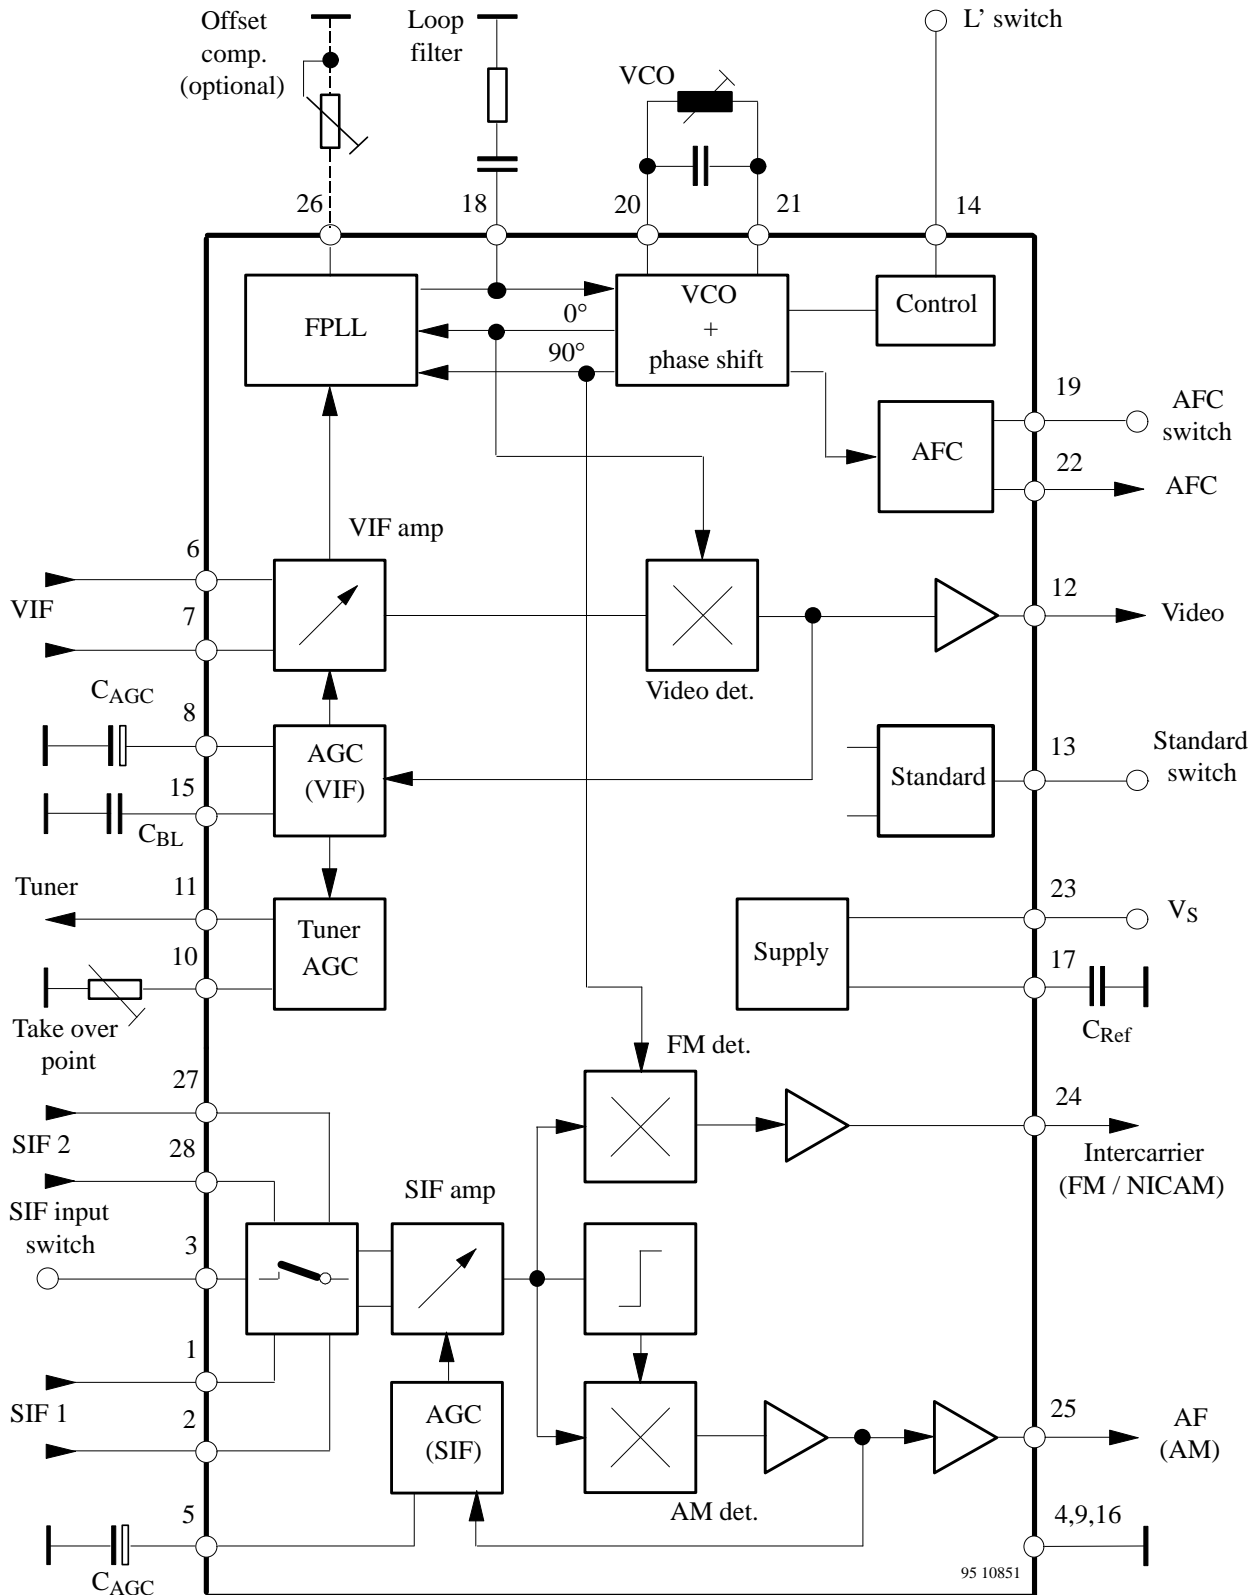 Offset
comp.
(optional)
Loop
filter
L’ switch
VCO
26
18
20
21
14
FPLL
0°
90°
VCO
+
phase shift
Control
19
AFC
switch
AFC
22
AFC
VIF amp
6
VIF
7
12
Video
Video det.
CAGC
8
AGC
(VIF)
15
CBL
13
Standard
switch
Standard
Tuner
11
Tuner
AGC
10
Take over
point
23
VS
Supply
17
CRef
FM det.
27
SIF 2
28
24
Intercarrier
(FM / NICAM)
SIF input
switch
SIF amp
3
1
SIF 1
2
AGC
(SIF)
25
AF
(AM)
AM det.
5
CAGC
4,9,16
95 10851